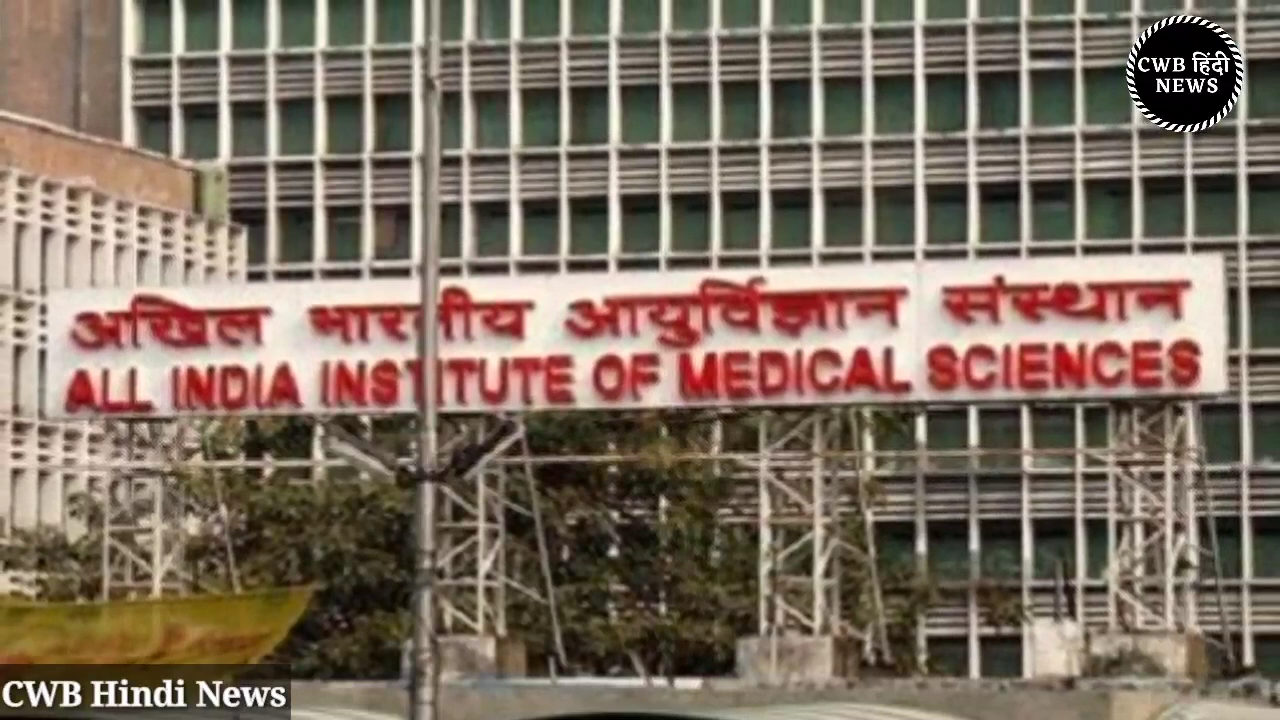 CWB हिंदी
NEWS
अखिल भारतीय आयुर्विज्ञान संस्थान
ALL INDIA INSTITUTE OF MEDICAL SCIENCES
CWB Hindi News